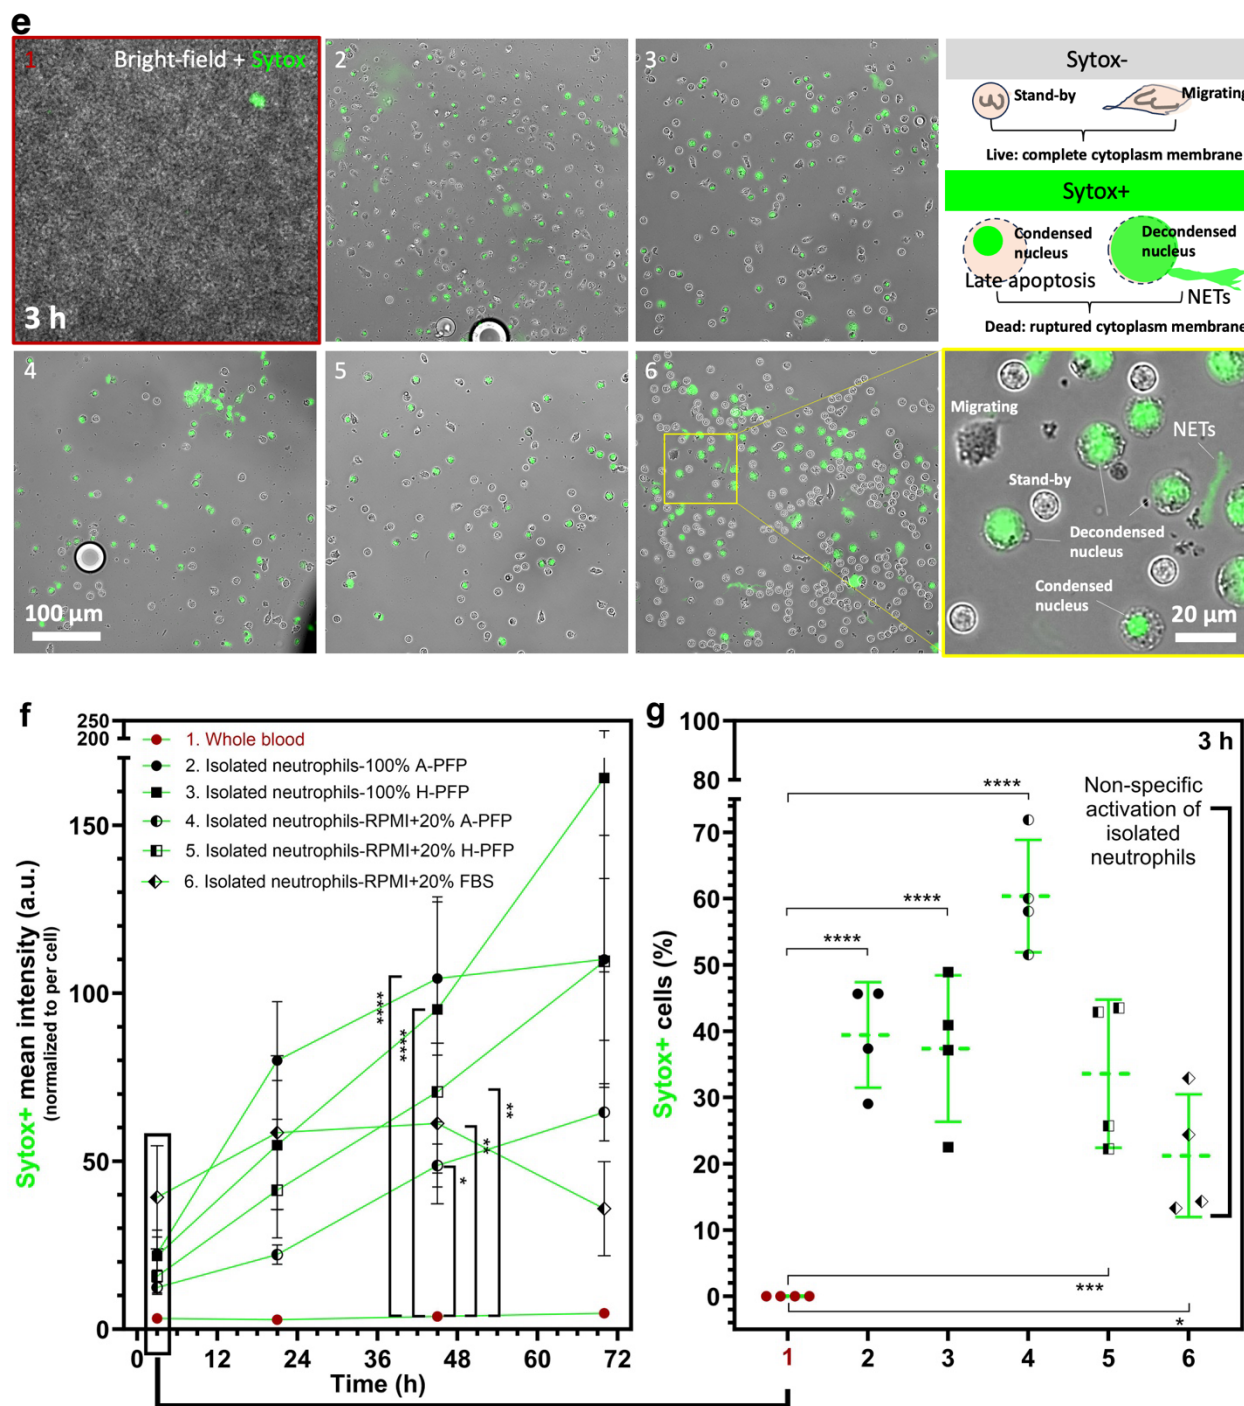 e
1
Bright-field + Sytox
3 h
2
3
Sytox-
Stand-by
Migrating
Live: complete cytoplasm membrane
Sytox+
Condensed
nucleus
Decondensed
nucleus
Late apoptosis
NETs
Dead: ruptured cytoplasm membrane
4
100 µm
5
6
Migrating
NETs
Stand-by
Decondensed
nucleus
Condensed
nucleus
20 µm
f
Sytox+ mean intensity (a.u.)
(normalized to per cell)
250
200
150
100
50
0
1. Whole blood
2. Isolated neutrophils-100% A-PFP
3. Isolated neutrophils-100% H-PFP
4. Isolated neutrophils-RPMI+20% A-PFP
5. Isolated neutrophils-RPMI+20% H-PFP
6. Isolated neutrophils-RPMI+20% FBS
****
****
*
**
**
0 12 24 36 48 60 72
Time (h)
g
Sytox+ cells (%)
100
80
70
60
50
40
30
20
10
0
3 h
Non-specific
activation of
isolated
neutrophils
****
****
****
***
*
1 2 3 4 5 6